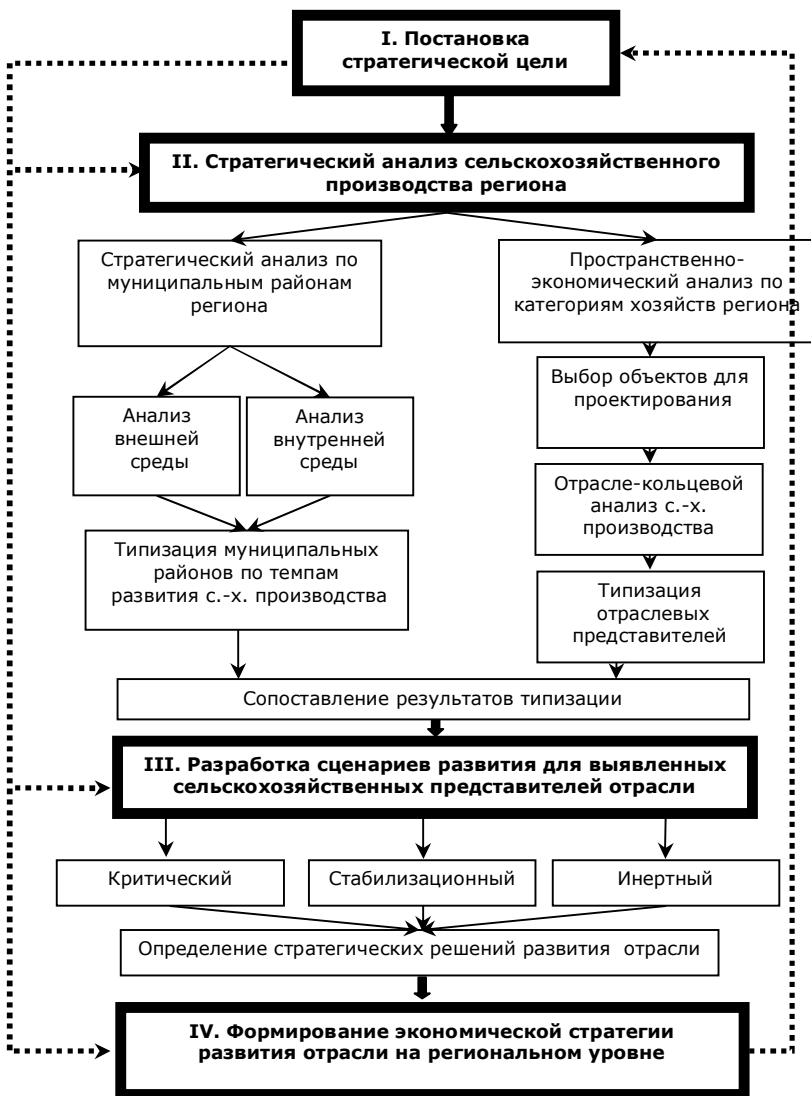 I. Постановка
стратегической цели
II. Стратегический анализ сельскохозяйственного
производства региона
Стратегический анализ по
муниципальным районам
региона
Пространственно-
экономический анализ по
категориям хозяйств региона
Анализ
внешней
среды
Анализ
внутренней
среды
Выбор объектов для
проектирования
Отрасле-кольцевой
анализ с.-х.
производства
Типизация муниципальных
районов по темпам
развития с.-х. производства
Типизация
отраслевых
представителей
Сопоставление результатов типизации
III. Разработка сценариев развития для выявленных
сельскохозяйственных представителей отрасли
Критический
Стабилизационный
Инертный
Определение стратегических решений развития отрасли
IV. Формирование экономической стратегии
развития отрасли на региональном уровне